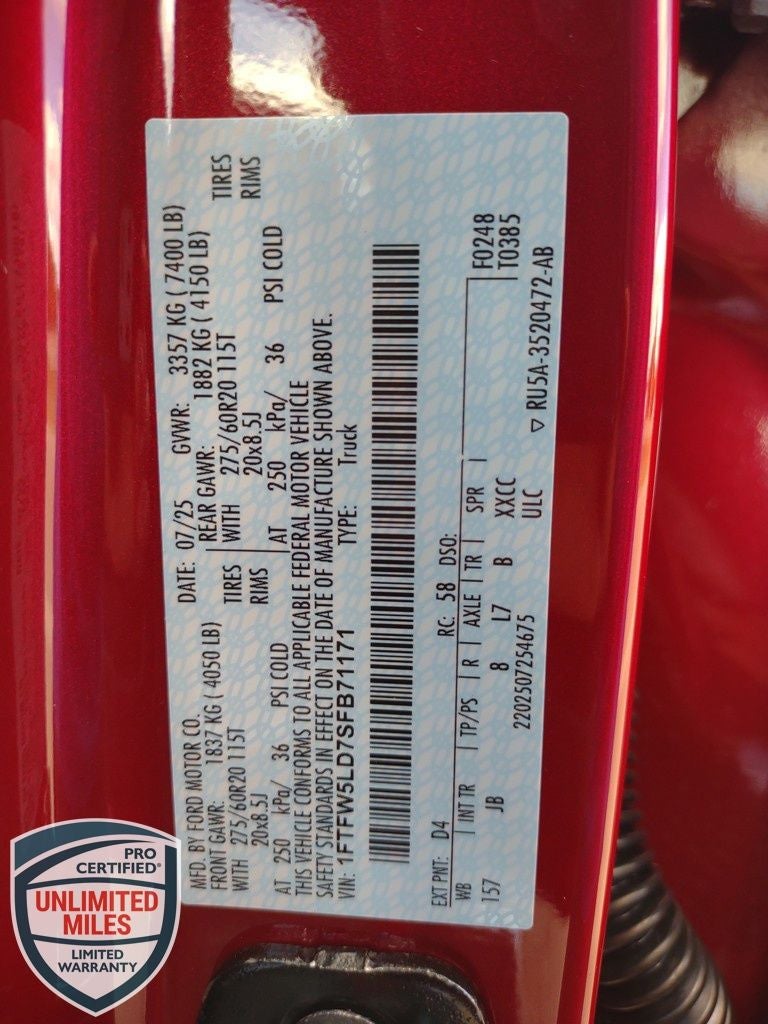 MFD. BY FORD MOTOR CO.
DATE: 07/25 GVWR: 3357 KG ( 7400 LB)
FRONT GAWR: 1837 KG ( 4050 LB)
REAR GAWR: 1882 KG ( 4150 LB)
WITH 275/60R20 115T TIRES
WITH 275/60R20 115T TIRES
20x8.5J RIMS
20x8.5J RIMS
AT 250 kPa/ 36 PSI COLD
AT 250 kPa/ 36 PSI COLD
THIS VEHICLE CONFORMS TO ALL APPLICABLE FEDERAL MOTOR VEHICLE
SAFETY STANDARDS IN EFFECT ON THE DATE OF MANUFACTURE SHOWN ABOVE.
VIN: 1FTFW5LD7SFB71171 TYPE: Truck
F0248
T0385
EXT PNT: D4 RC: 58 DSO:
WB | INT TR | TP/PS | R | AXLE | TR | SPR |
157 JB 8 L7 B XXCC
2202507254675 ULC ▽ RU5A-3520472-AB
PRO
CERTIFIED®
UNLIMITED
MILES
LIMITED
WARRANTY